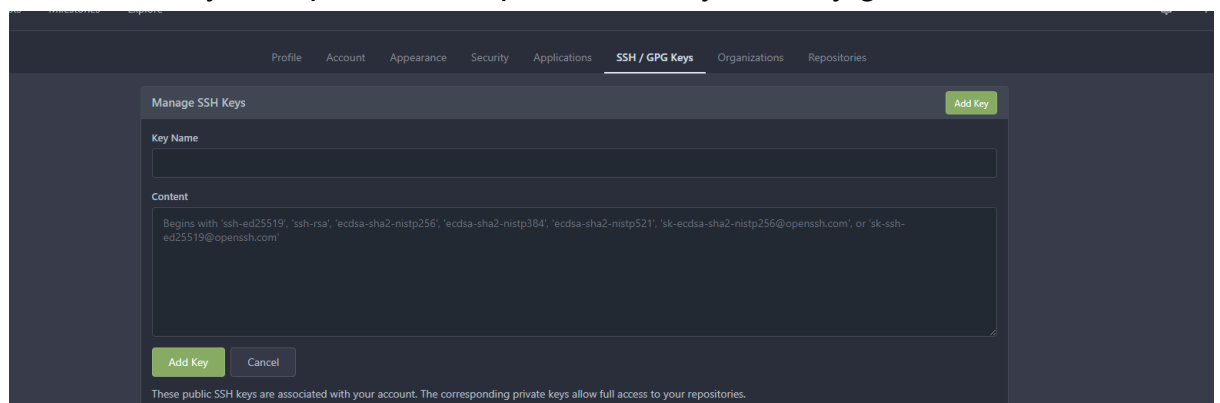 Milestones Explore
Profile Account Appearance Security Applications SSH / GPG Keys Organizations Repositories
Manage SSH Keys Add Key
Key Name
Content
Begins with 'ssh-ed25519', 'ssh-rsa', 'ecdsa-sha2-nistp256', 'ecdsa-sha2-nistp384', 'ecdsa-sha2-nistp521', 'sk-ecdsa-sha2-nistp256@openssh.com', or 'sk-ssh-
ed25519@openssh.com'
Add Key Cancel
These public SSH keys are associated with your account. The corresponding private keys allow full access to your repositories.